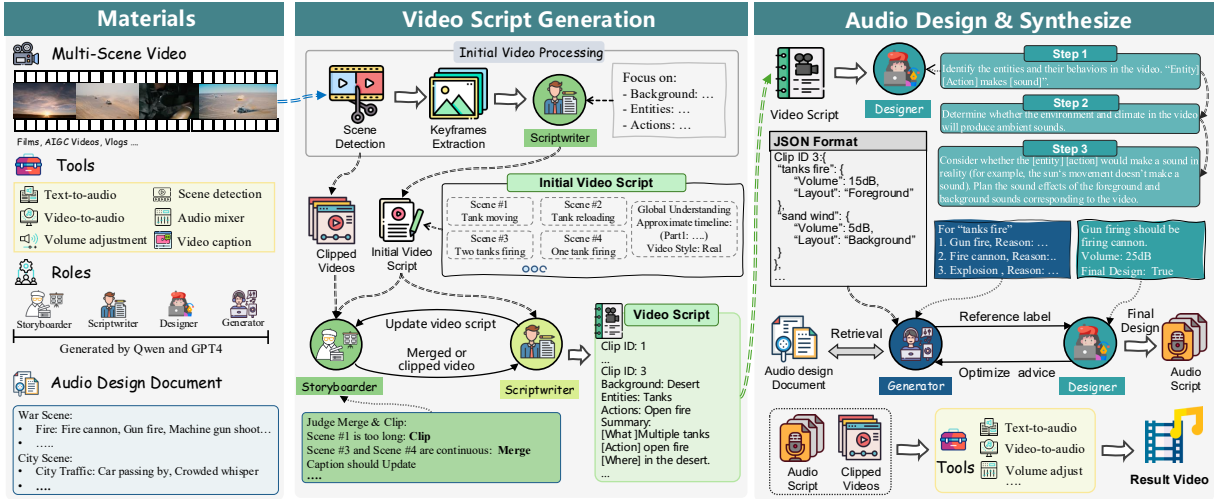 Materials
Multi-Scene Video
Films, AIGC Videos, Vlogs ....
Tools
Text-to-audio
Scene detection
Video-to-audio
Audio mixer
Volume adjustment
Video caption
Roles
Storyboarder
Scriptwriter
Designer
Generator
Generated by Qwen and GPT4
Audio Design Document
War Scene:
• Fire: Fire cannon, Gun fire, Machine gun shoot…
• …..
City Scene:
• City Traffic: Car passing by, Crowded whisper
• ….
Video Script Generation
Initial Video Processing
Scene
Detection
Keyframes
Extraction
Scriptwriter
Focus on:
- Background: …
- Entities: …
- Actions: …
Clipped
Videos
Initial Video
Script
Initial Video Script
Scene #1
Tank moving
Scene #2
Tank reloading
Scene #3
Two tanks firing
Scene #4
One tank firing
Global Understanding
Approximate timeline:
(Part1: ….)
Video Style: Real
Storyboarder
Update video script
Merged or
clipped video
Scriptwriter
Judge Merge & Clip:
Scene #1 is too long: Clip
Scene #3 and Scene #4 are continuous: Merge
Caption should Update
....
Video Script
Clip ID: 1
...
Clip ID: 3
Background: Desert
Entities: Tanks
Actions: Open fire
Summary:
[What ]Multiple tanks
[Action] open fire
[Where] in the desert.
...
Audio Design & Synthesize
Video Script
Designer
Step 1
Identify the entities and their behaviors in the video. “Entity]
[Action] makes [sound]”.
Step 2
Determine whether the environment and climate in the video
will produce ambient sounds.
Step 3
Consider whether the [entity] [action] would make a sound in
reality (for example, the sun's movement doesn't make a
sound). Plan the sound effects of the foreground and
background sounds corresponding to the video.
JSON Format
Clip ID 3:{
“tanks fire”: {
“Volume”: 15dB,
“Layout”: “Foreground”
},
“sand wind”: {
“Volume”: 5dB,
“Layout”: “Background”
}
},
…
For “tanks fire”
1. Gun fire, Reason: …
2. Fire cannon, Reason:..
3. Explosion , Reason: …
Gun firing should be
firing cannon.
Volume: 25dB
Final Design: True
Audio design
Document
Retrieval
Generator
Reference label
Optimize advice
Designer
Final
Design
Audio
Script
Audio
Script
Clipped
Videos
Tools
Text-to-audio
Video-to-audio
Volume adjust
….
Result Video